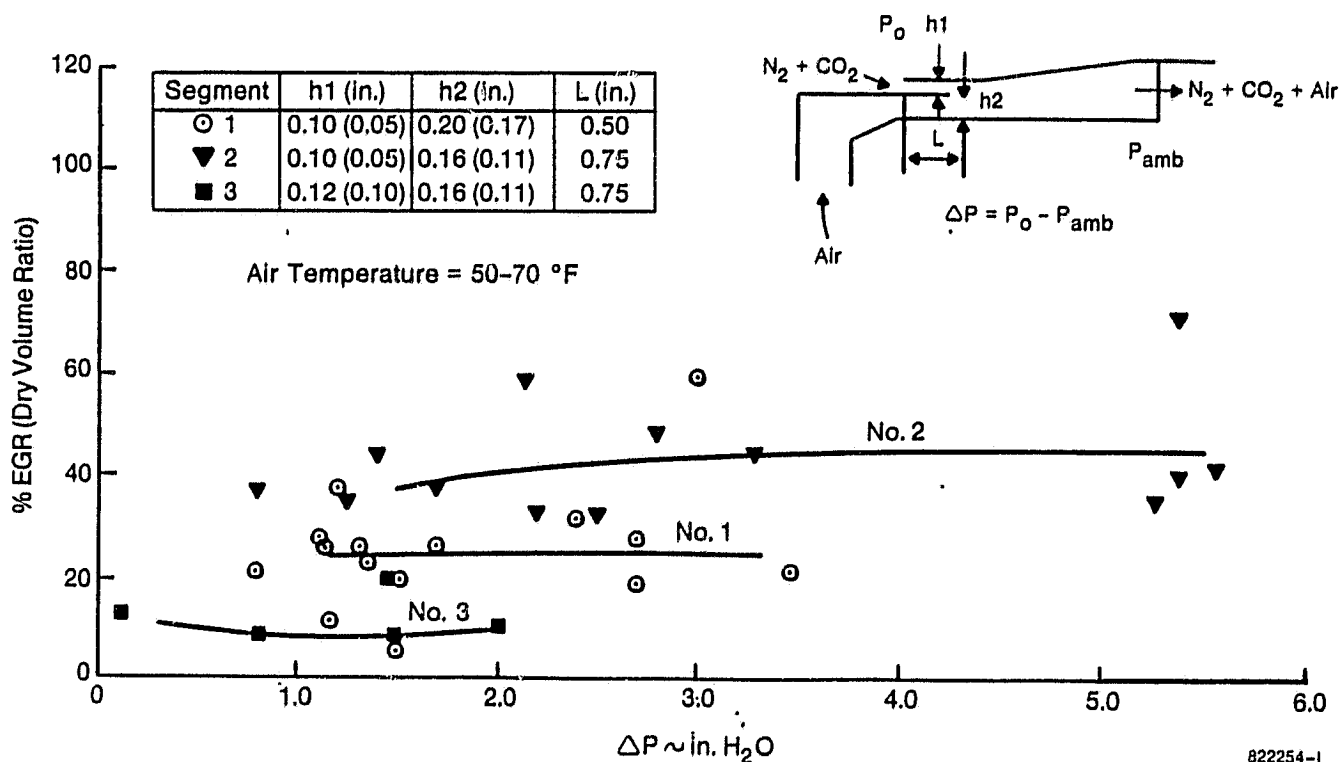 120
100
80
60
40
20
0
% EGR (Dry Volume Ratio)
Segment h1 (in.) h2 (in.) L (in.)
1 0.10 (0.05) 0.20 (0.17) 0.50
2 0.10 (0.05) 0.16 (0.11) 0.75
3 0.12 (0.10) 0.16 (0.11) 0.75
Air Temperature = 50–70 °F
P₀ h1
N₂ + CO₂
h2
N₂ + CO₂ + Air
L
P_amb
ΔP = P₀ - P_amb
Air
No. 2
No. 1
No. 3
0 1.0 2.0 3.0 4.0 5.0 6.0
ΔP ~ in. H₂O
822254-I